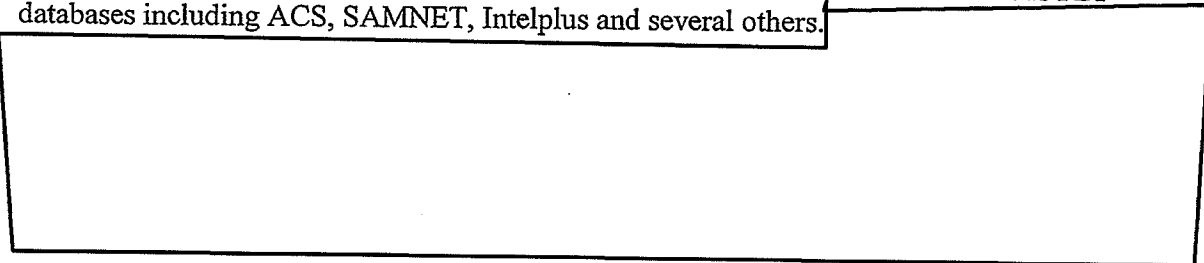 databases including ACS, SAMNET, Intelplus and several others.